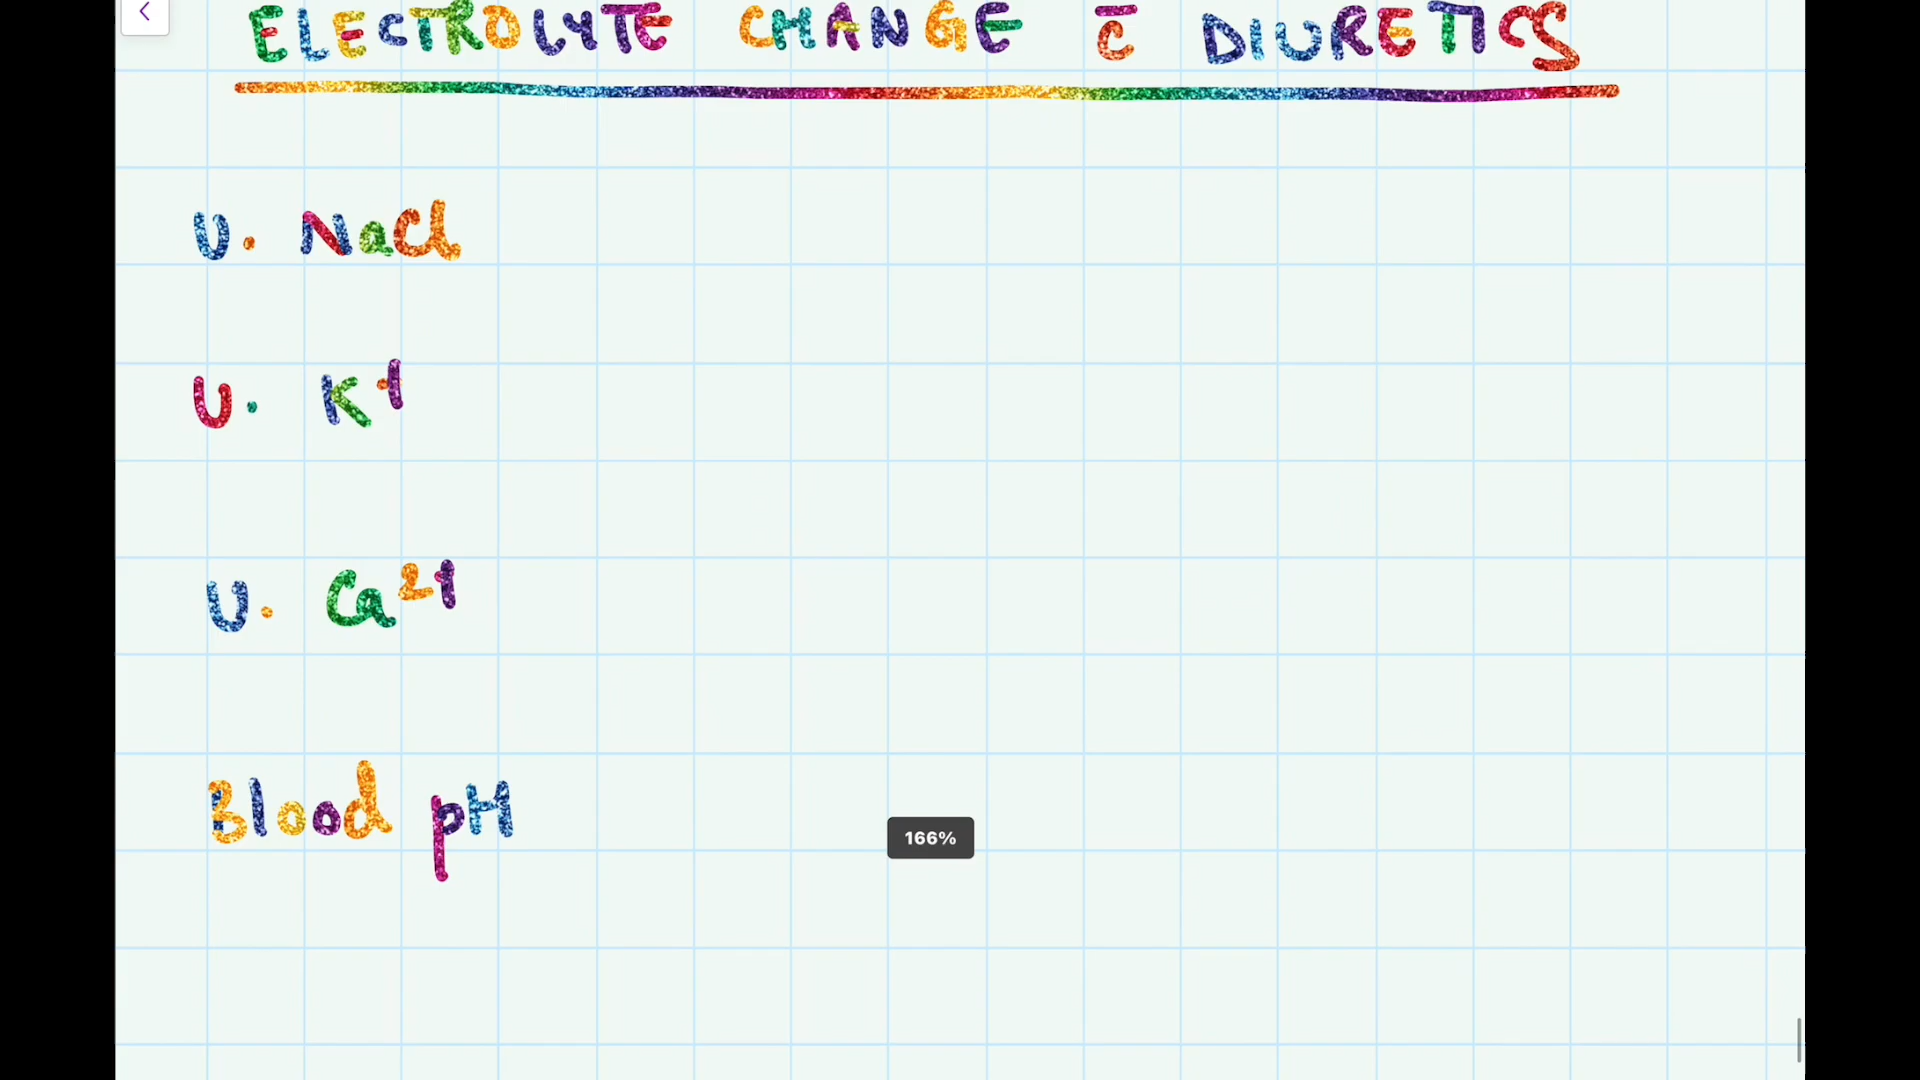 ELECTROLYTE CHANGE c̄ DIURETICS
U. NaCl
U. K⁺
U. Ca²⁺
Blood pH
166%